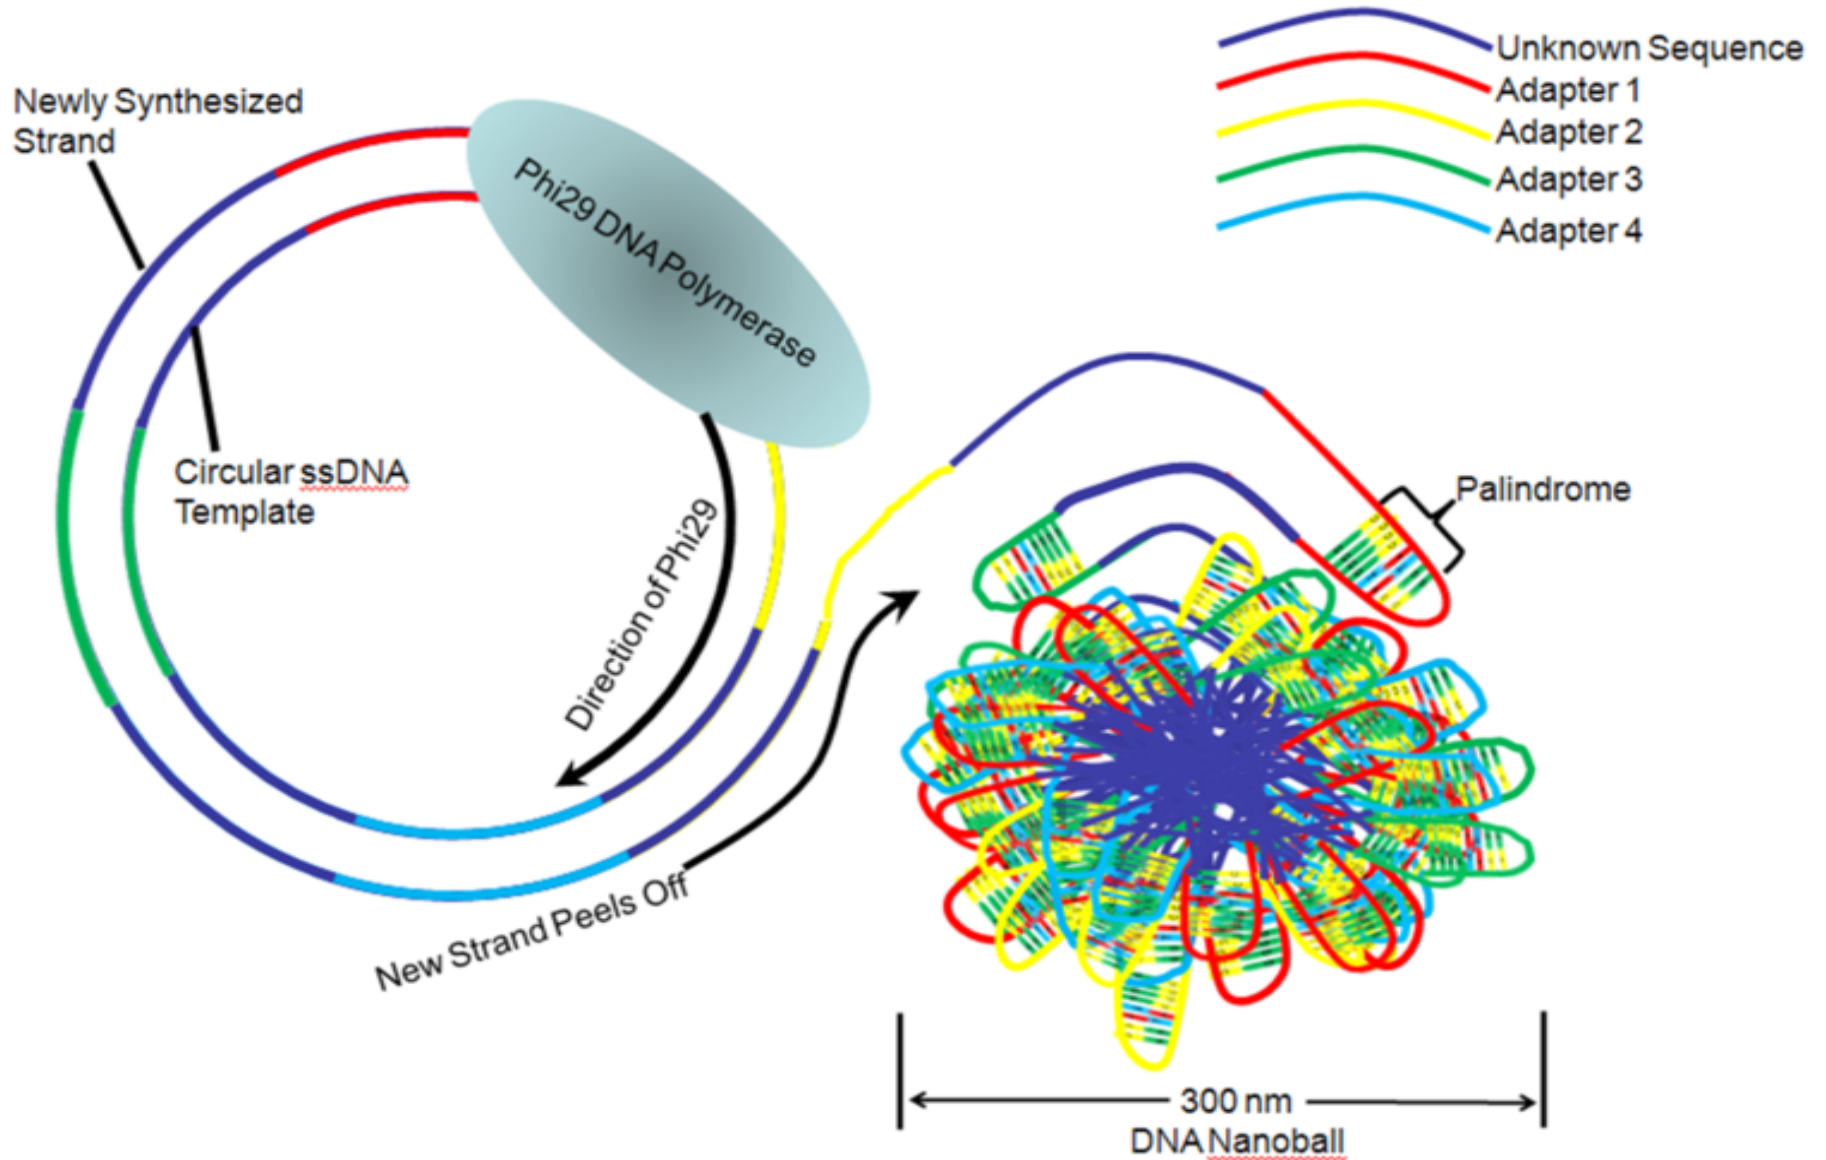 Unknown Sequence
Adapter 1
Adapter 2
Adapter 3
Adapter 4
Newly Synthesized
Strand
Phi29 DNA Polymerase
Circular ssDNA
Template
Direction of Phi29
New Strand Peels Off
Palindrome
300 nm
DNA Nanoball